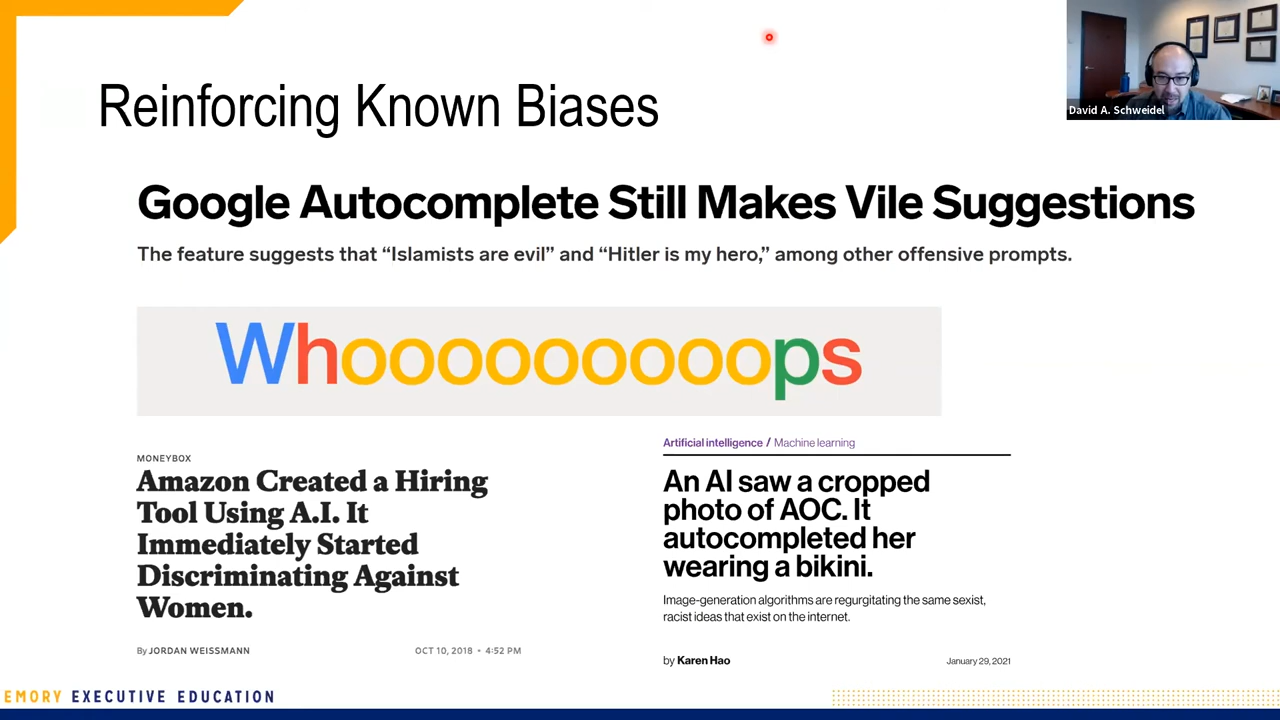 David A. Schweidel
Reinforcing Known Biases
Google Autocomplete Still Makes Vile Suggestions
The feature suggests that “Islamists are evil” and “Hitler is my hero,” among other offensive prompts.
Whoooooooooops
MONEYBOX
Amazon Created a Hiring
Tool Using A.I. It
Immediately Started
Discriminating Against
Women.
By JORDAN WEISSMANN
OCT 10, 2018 • 4:52 PM
Artificial intelligence / Machine learning
An AI saw a cropped
photo of AOC. It
autocompleted her
wearing a bikini.
Image-generation algorithms are regurgitating the same sexist,
racist ideas that exist on the internet.
by Karen Hao
January 29, 2021
EMORY EXECUTIVE EDUCATION